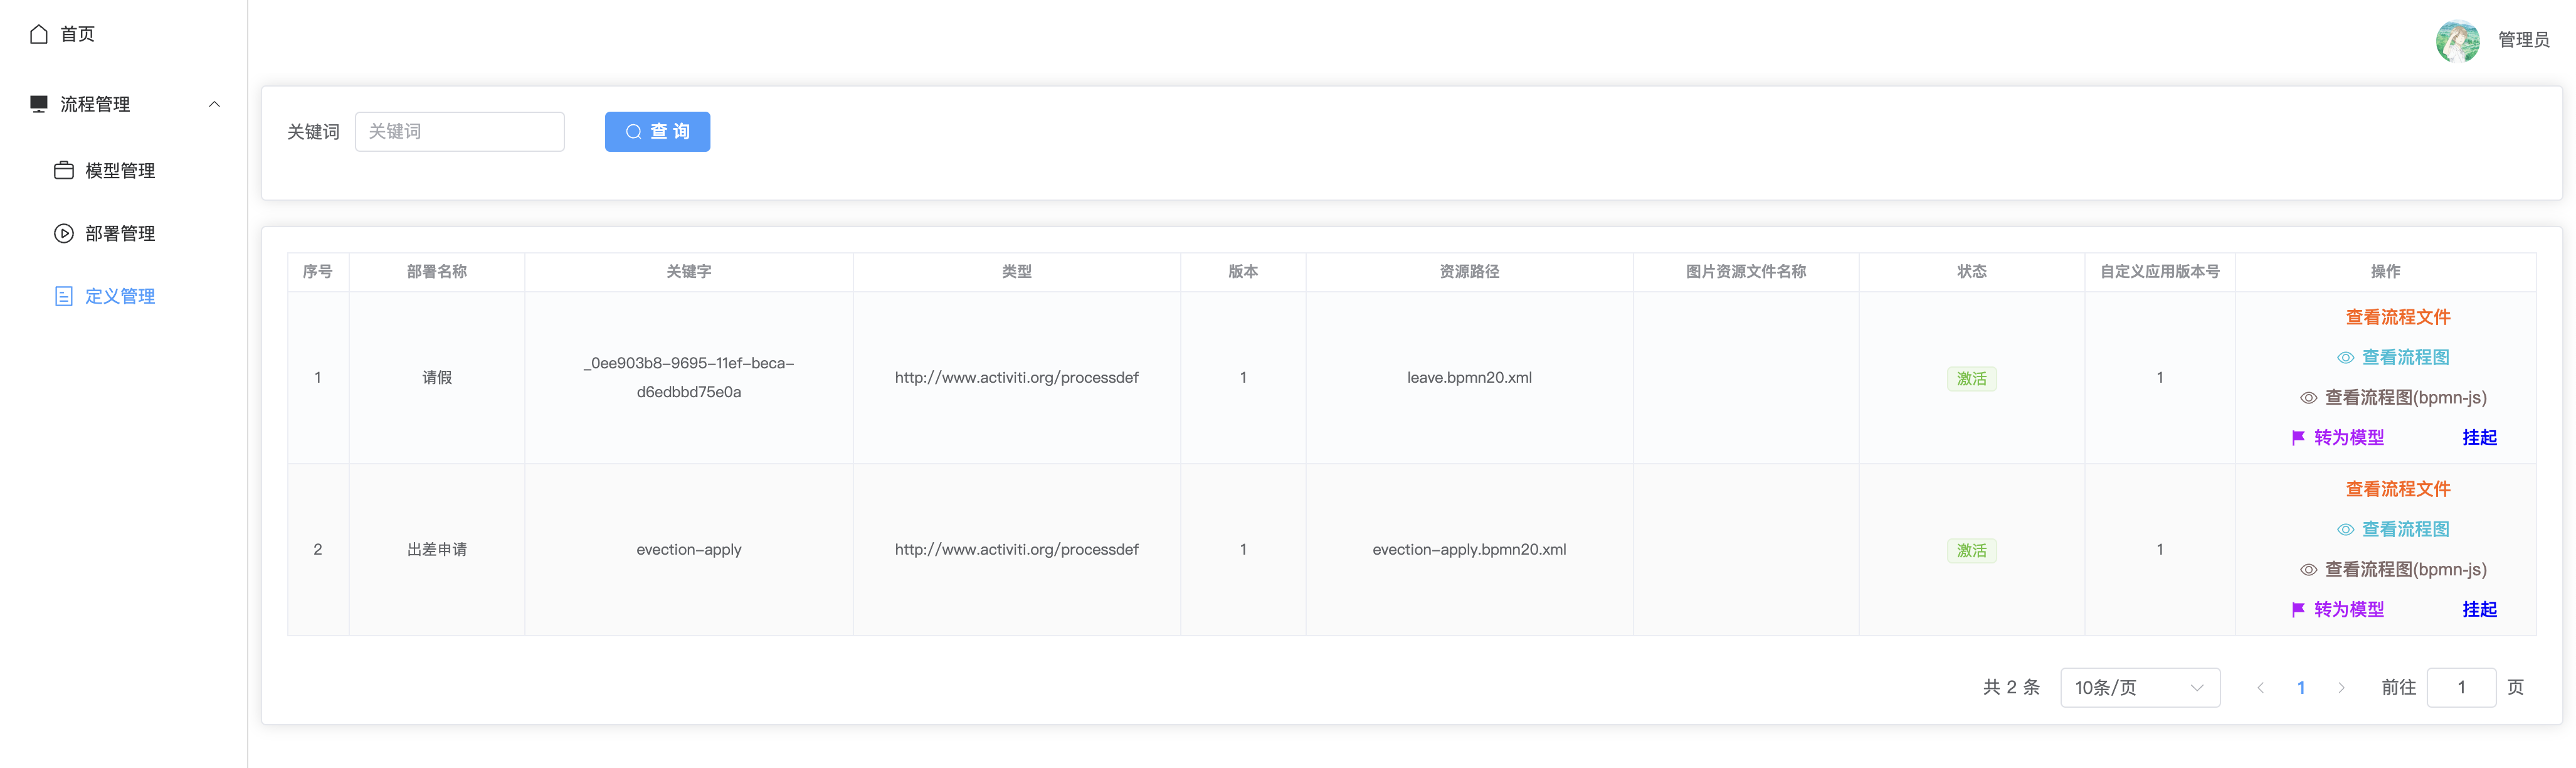 首页
管理员
流程管理
关键词 关键词 查 询
模型管理
部署管理
定义管理
序号 部署名称 关键字 类型 版本 资源路径 图片资源文件名称 状态 自定义应用版本号 操作
1 请假 _0ee903b8-9695-11ef-beca-
d6edbbd75e0a http://www.activiti.org/processdef 1 leave.bpmn20.xml 激活 1
查看流程文件
查看流程图
查看流程图(bpmn-js)
转为模型 挂起
2 出差申请 evection-apply http://www.activiti.org/processdef 1 evection-apply.bpmn20.xml 激活 1
查看流程文件
查看流程图
查看流程图(bpmn-js)
转为模型 挂起
共 2 条 10条/页 1 前往 1 页